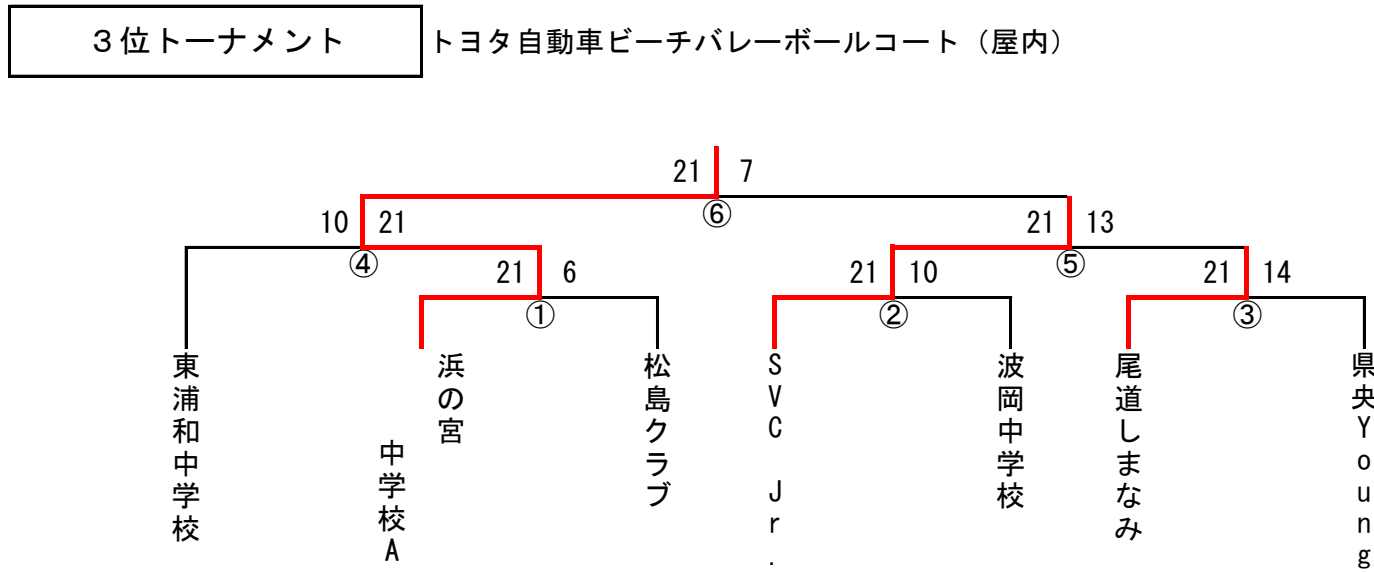 ３位トーナメント
トヨタ自動車ビーチバレーボールコート（屋内）
21 7
⑥
10 21
21 13
④
⑤
21 6
21 10
21 14
①
②
③
東浦和中学校
浜の宮
中学校A
松島クラブ
SVC Jr.
波岡中学校
尾道しまなみ
県央Young